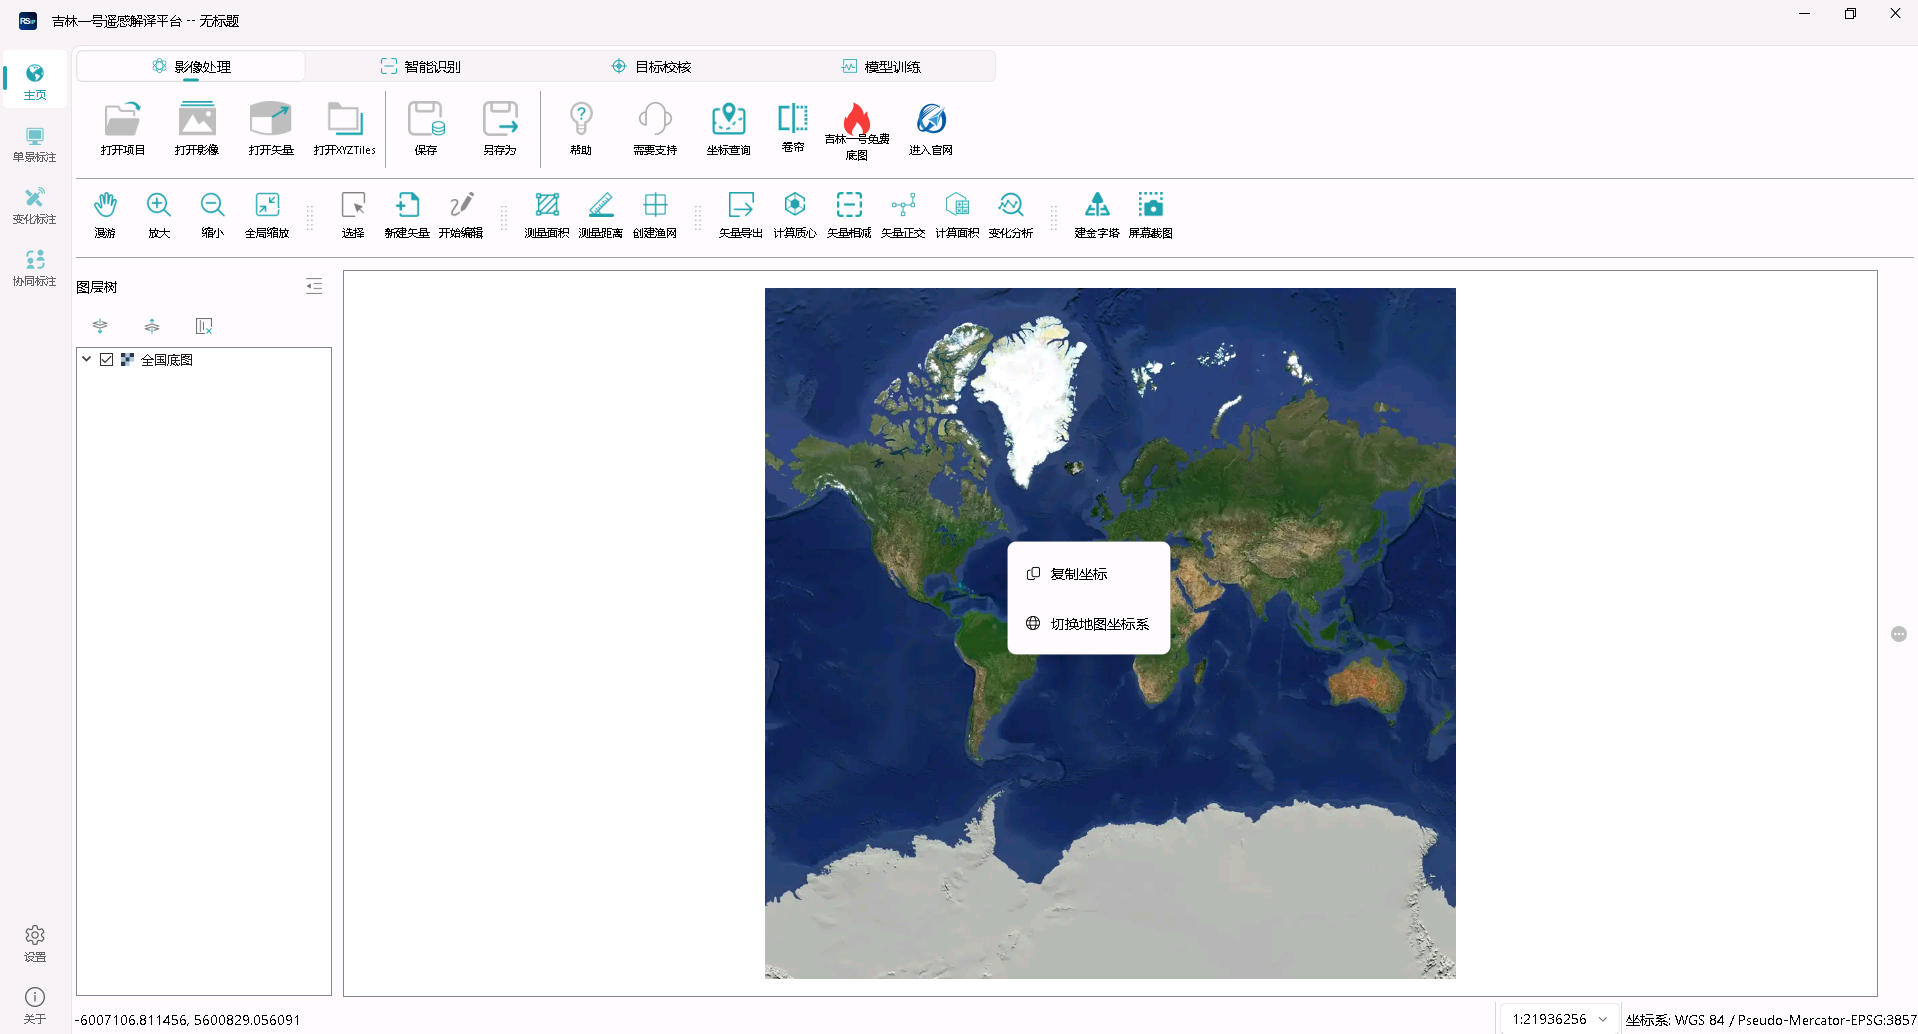 RS
吉林一号遥感解译平台 -- 无标题
主页
单景标注
变化标注
协同标注
设置
关于
影像处理
智能识别
目标校核
模型训练
打开项目
打开影像
打开矢量
打开XYZTiles
保存
另存为
帮助
需要支持
坐标查询
卷帘
吉林一号免费
底图
进入官网
漫游
放大
缩小
全局缩放
选择
新建矢量
开始编辑
测量面积
测量距离
创建渔网
矢量导出
计算质心
矢量相减
矢量正交
计算面积
变化分析
建金字塔
屏幕截图
图层树
全国底图
复制坐标
切换地图坐标系
-6007106.811456, 5600829.056091
1:21936256
坐标系: WGS 84 / Pseudo-Mercator-EPSG:3857